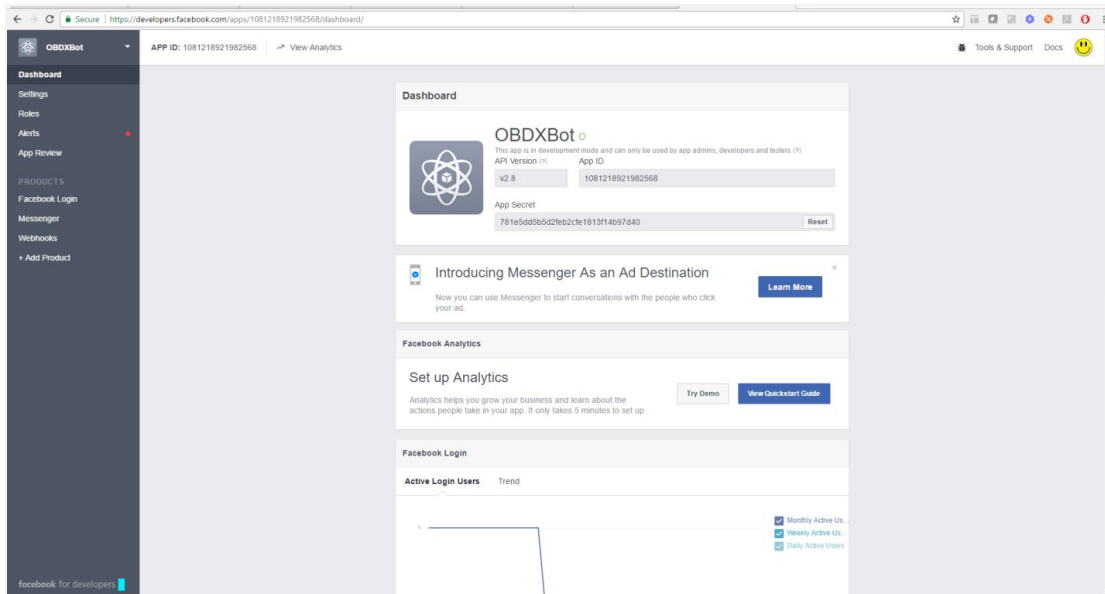 Secure | https://developers.facebook.com/apps/1081218921982568/dashboard/
OBDXBot
APP ID: 1081218921982568
View Analytics
Tools & Support
Docs
Dashboard
Settings
Roles
Alerts
App Review
PRODUCTS
Facebook Login
Messenger
Webhooks
+ Add Product
facebook for developers
Dashboard
OBDXBot
This app is in development mode and can only be used by app admins, developers and testers [?]
API Version [?]
App ID
v2.8
1081218921982568
App Secret
781e5dd5b5d2feb2cfe1813f14b97d40
Reset
Introducing Messenger As an Ad Destination
Now you can use Messenger to start conversations with the people who click
your ad.
Learn More
Facebook Analytics
Set up Analytics
Analytics helps you grow your business and learn about the
actions people take in your app. It only takes 5 minutes to set up.
Try Demo
View Quickstart Guide
Facebook Login
Active Login Users
Trend
1
Monthly Active Us...
Weekly Active Us...
Daily Active Users